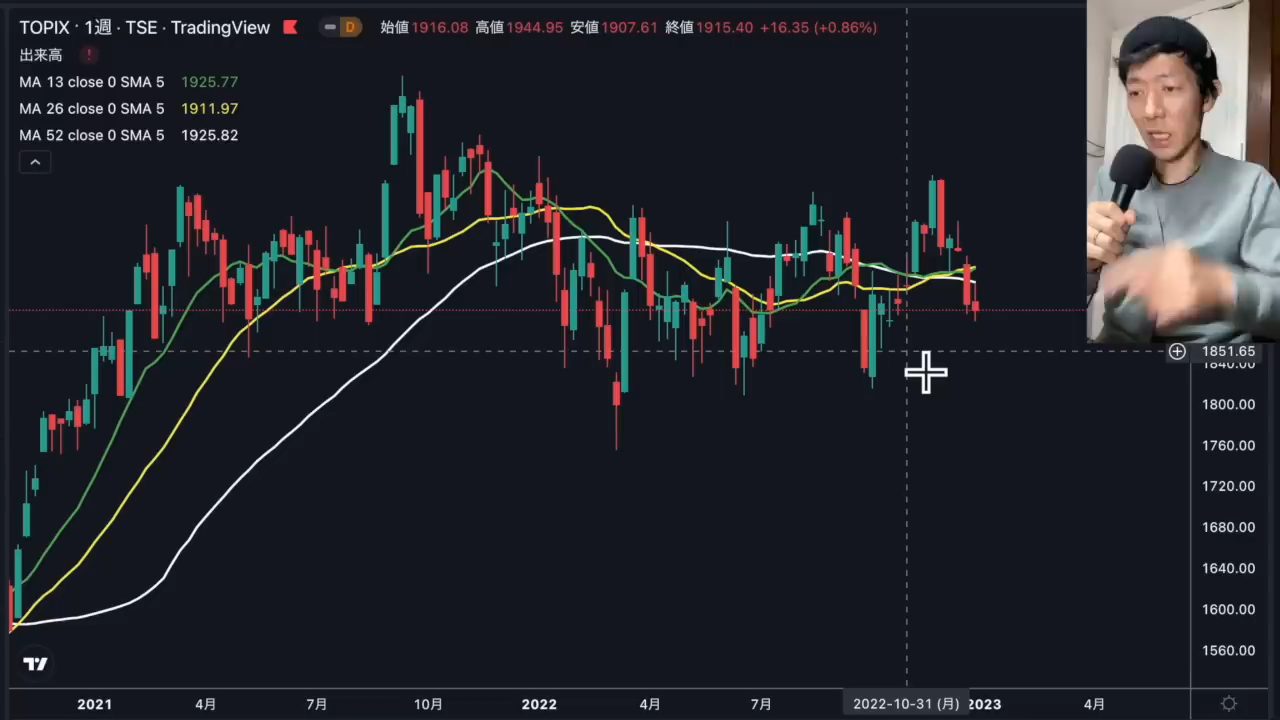 TOPIX · 1週 · TSE · TradingView D 始値1916.08 高値1944.95 安値1907.61 終値1915.40 +16.35 (+0.86%)
出来高 !
MA 13 close 0 SMA 5 1925.77
MA 26 close 0 SMA 5 1911.97
MA 52 close 0 SMA 5 1925.82
1851.65
1840.00
1800.00
1760.00
1720.00
1680.00
1640.00
1600.00
1560.00
2021 4月 7月 10月 2022 4月 7月 2022-10-31 (月) 2023 4月